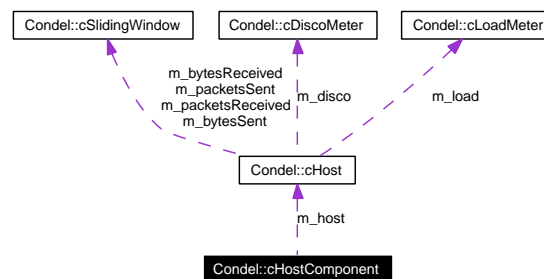 Condel::cSlidingWindow
Condel::cDiscoMeter
Condel::cLoadMeter
m_bytesReceived
m_packetsSent
m_packetsReceived
m_bytesSent
m_disco
m_load
Condel::cHost
m_host
Condel::cHostComponent